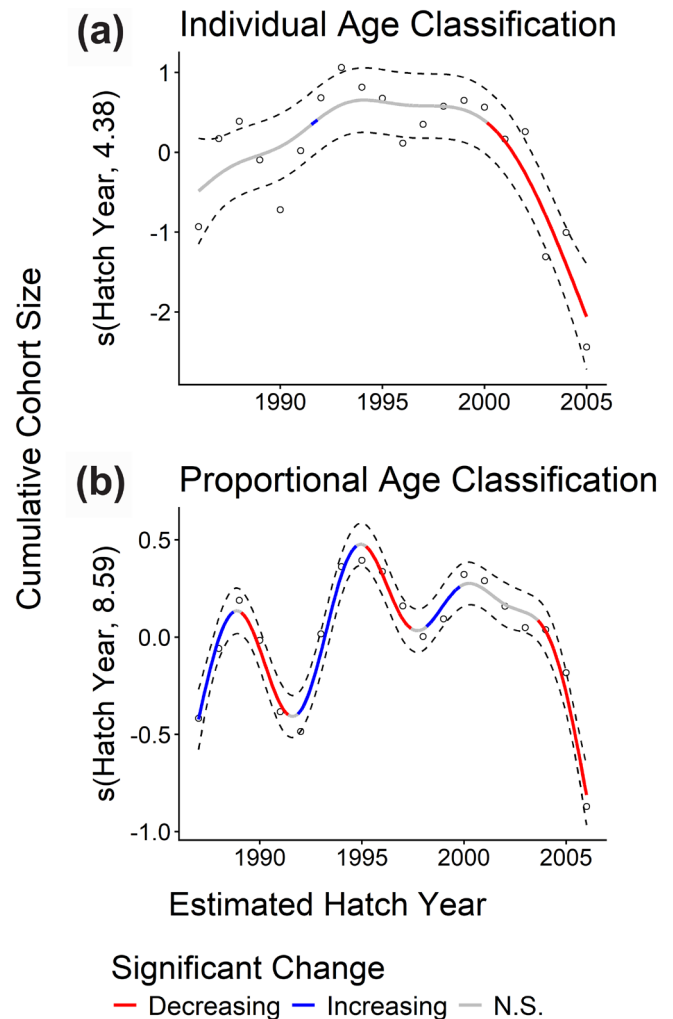 (a) Individual Age Classification
1
0
-1
-2
s(Hatch Year, 4.38)
1990 1995 2000 2005
Cumulative Cohort Size
(b) Proportional Age Classification
0.5
0.0
-0.5
-1.0
s(Hatch Year, 8.59)
1990 1995 2000 2005
Estimated Hatch Year
Significant Change
Decreasing Increasing N.S.